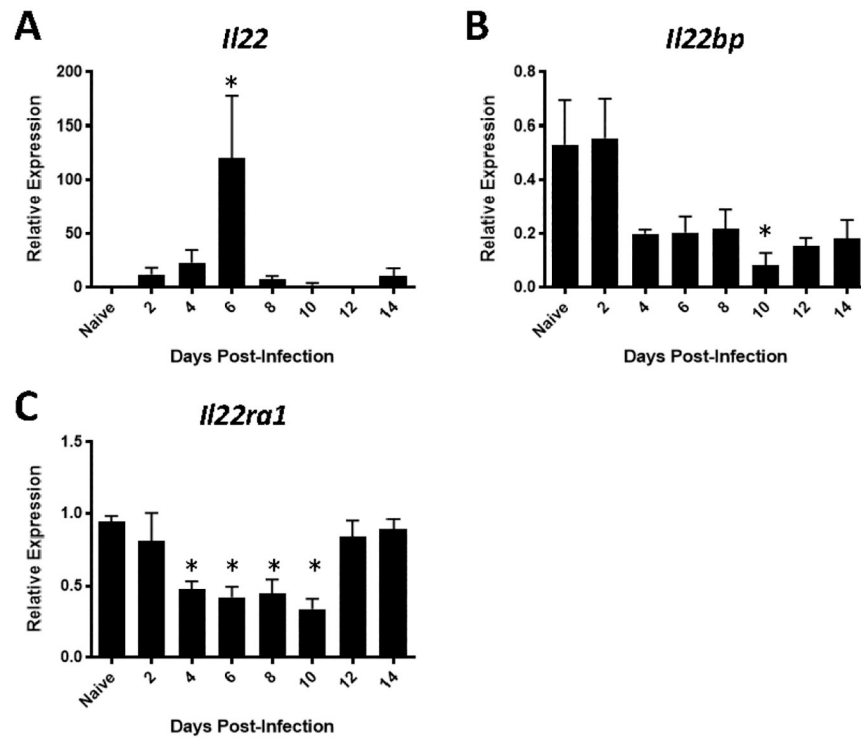 A
Il22
Relative Expression
200
150
100
50
0
*
Naive 2 4 6 8 10 12 14
Days Post-Infection
B
Il22bp
Relative Expression
0.8
0.6
0.4
0.2
0.0
*
Naive 2 4 6 8 10 12 14
Days Post-Infection
C
Il22ra1
Relative Expression
1.5
1.0
0.5
0.0
* * * *
Naive 2 4 6 8 10 12 14
Days Post-Infection